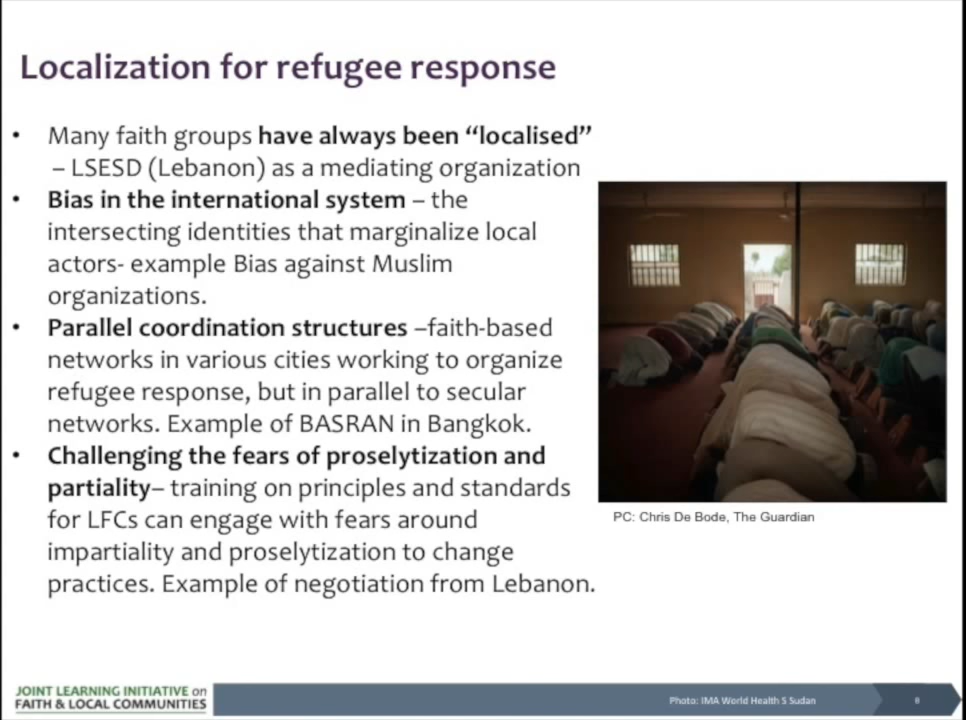 Localization for refugee response
• Many faith groups have always been “localised”
– LSESD (Lebanon) as a mediating organization
• Bias in the international system – the
intersecting identities that marginalize local
actors- example Bias against Muslim
organizations.
• Parallel coordination structures –faith-based
networks in various cities working to organize
refugee response, but in parallel to secular
networks. Example of BASRAN in Bangkok.
• Challenging the fears of proselytization and
partiality– training on principles and standards
for LFCs can engage with fears around
impartiality and proselytization to change
practices. Example of negotiation from Lebanon.
PC: Chris De Bode, The Guardian
JOINT LEARNING INITIATIVE on
FAITH & LOCAL COMMUNITIES
Photo: IMA World Health S Sudan